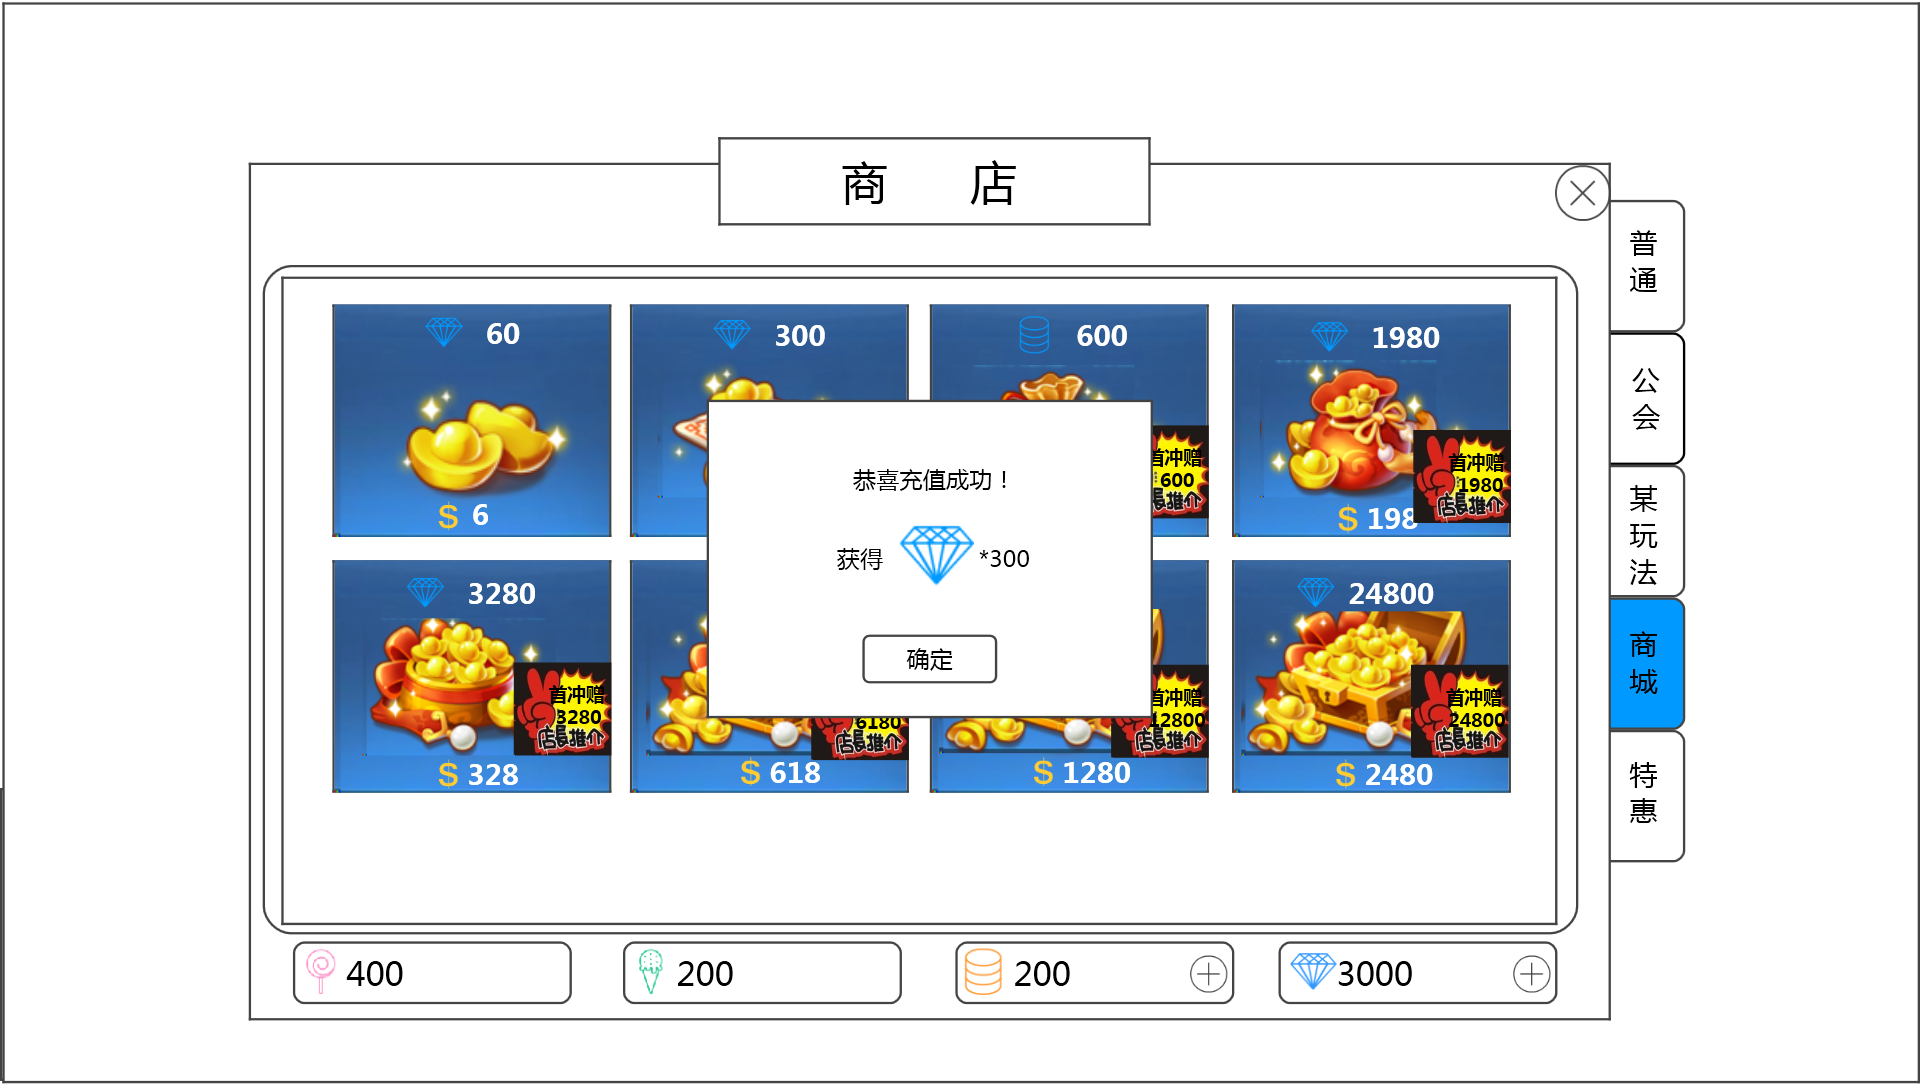 商 店
普通
公会
某玩法
商城
特惠
60
300
600
1980
首冲赠
600
店長推介
首冲赠
1980
店長推介
$ 6
$ 198
恭喜充值成功！
获得 *300
确定
3280
24800
首冲赠
3280
店長推介
6180
店長推介
首冲赠
12800
店長推介
首冲赠
24800
店長推介
$ 328
$ 618
$ 1280
$ 2480
400
200
200
3000